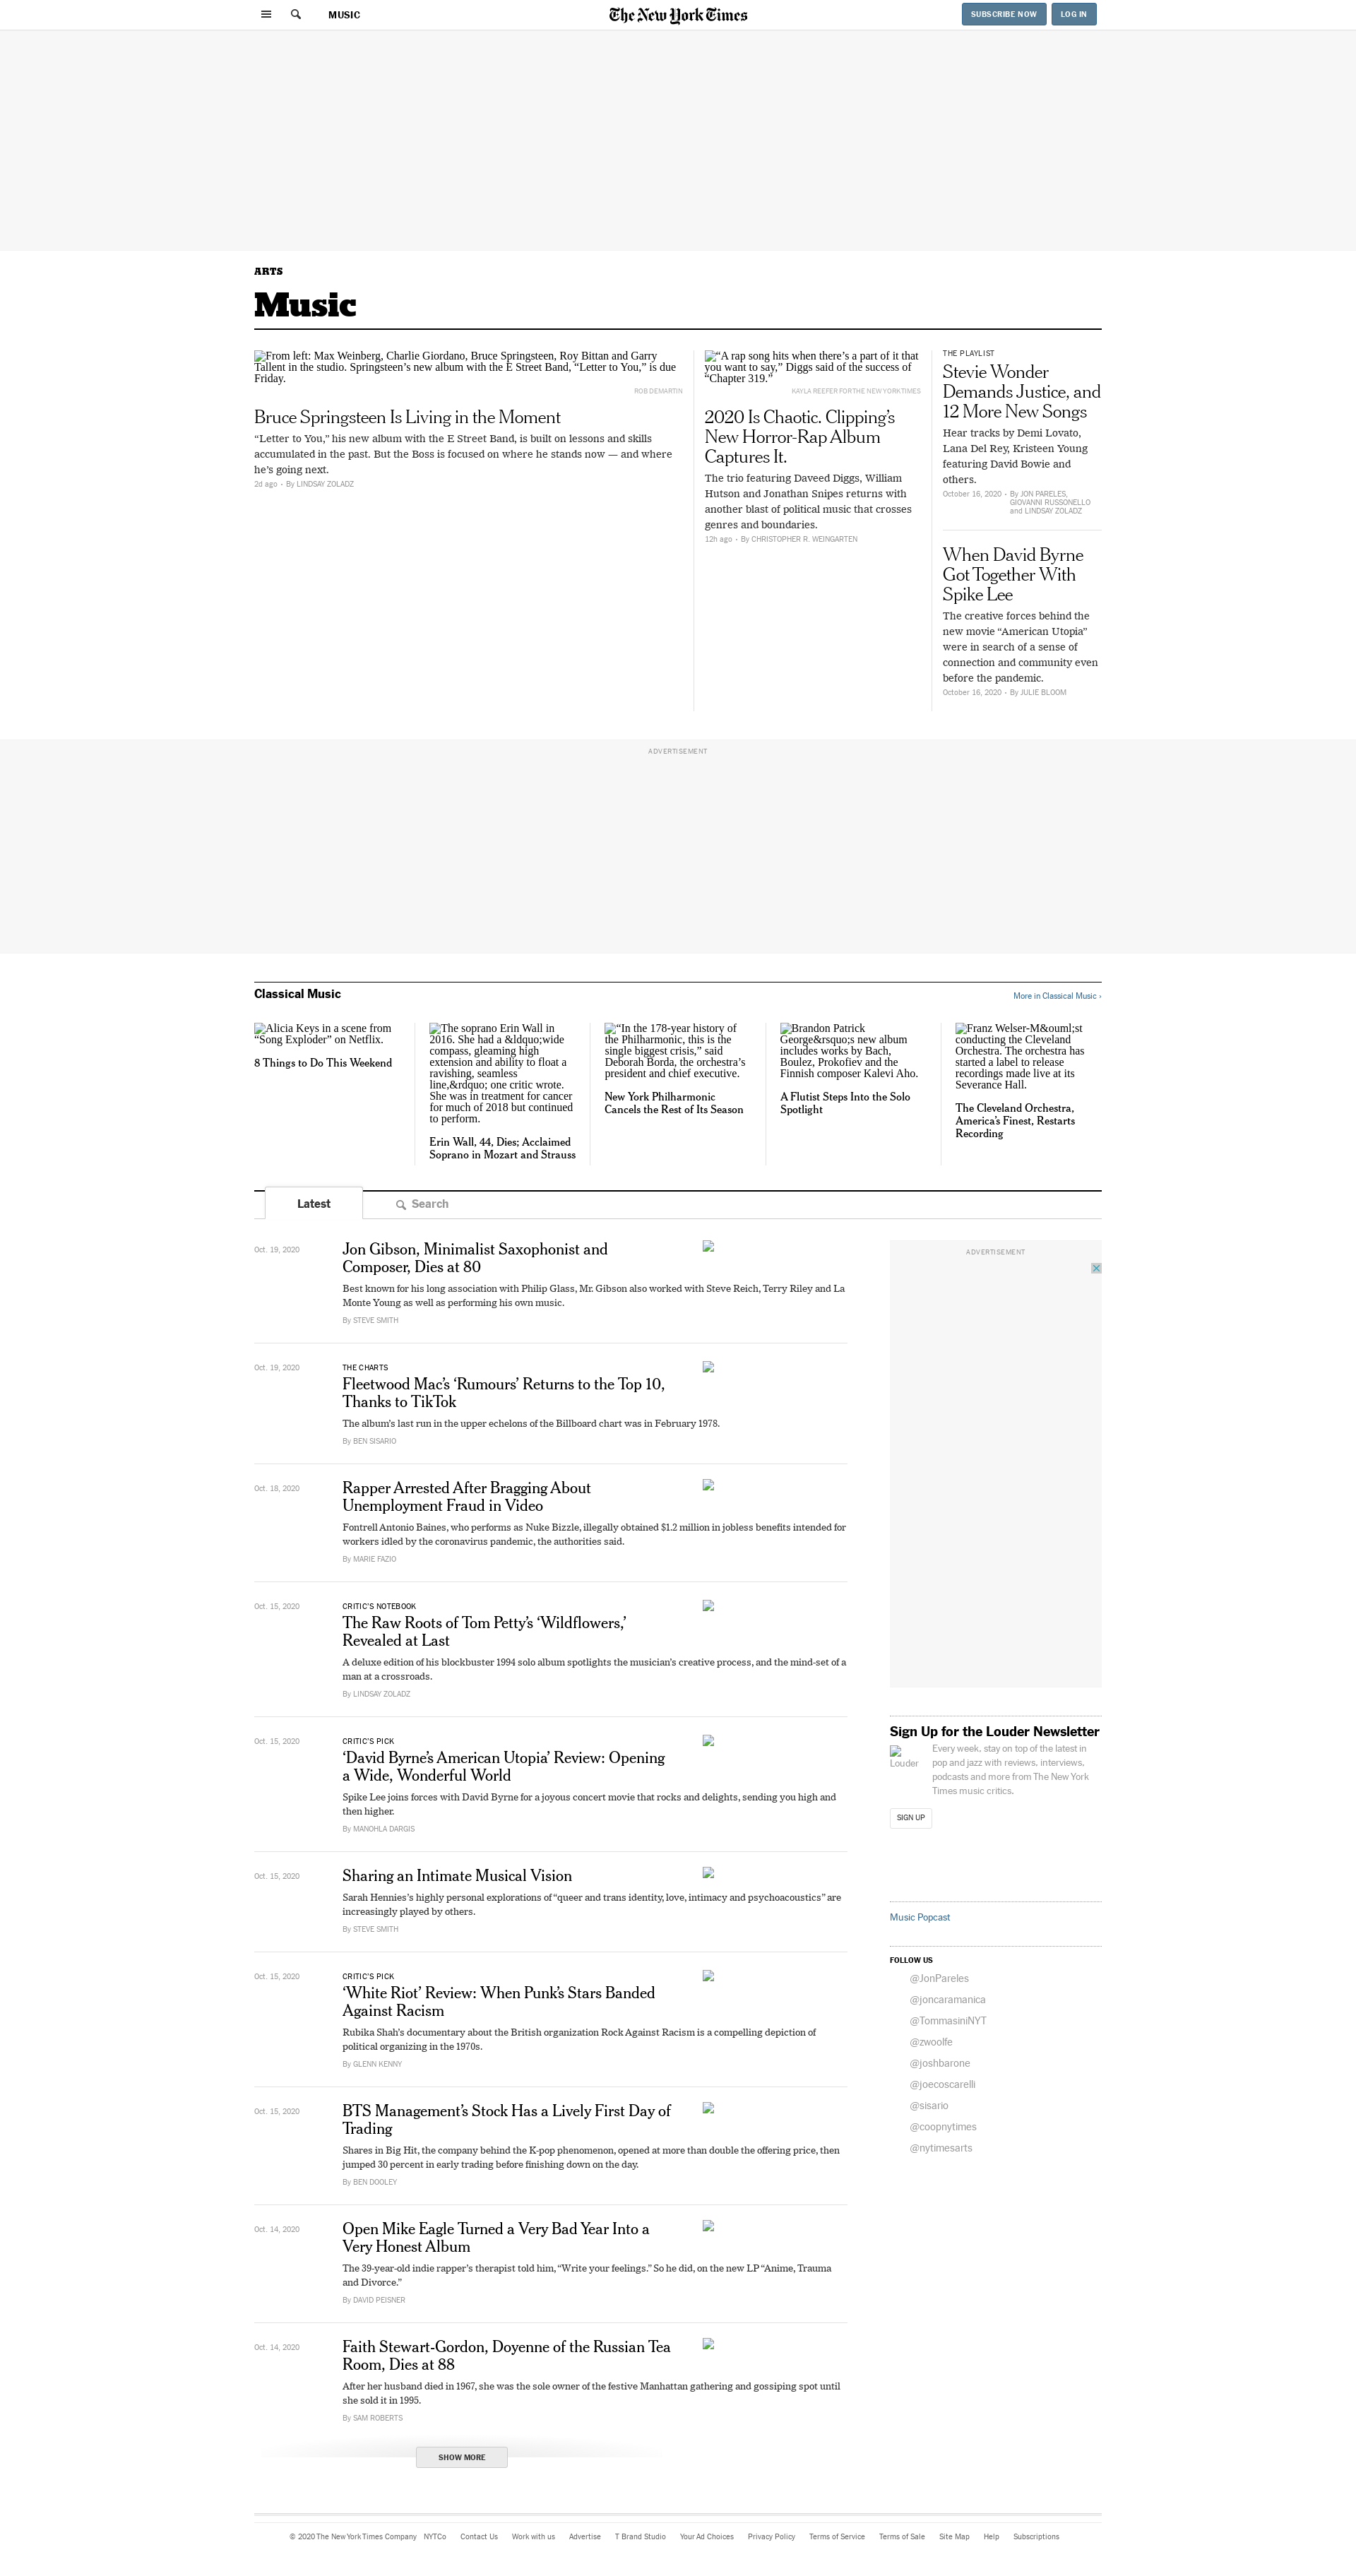 MUSIC
The New York Times
SUBSCRIBE NOW
LOG IN
ARTS
Music
From left: Max Weinberg, Charlie Giordano, Bruce Springsteen, Roy Bittan and Garry
Tallent in the studio. Springsteen's new album with the E Street Band, “Letter to You,” is due
Friday.
ROB DEMARTIN
Bruce Springsteen Is Living in the Moment
“Letter to You,” his new album with the E Street Band, is built on lessons and skills
accumulated in the past. But the Boss is focused on where he stands now — and where
he’s going next.
2d ago • By LINDSAY ZOLADZ
“A rap song hits when there’s a part of it that
you want to say,” Diggs said of the success of
“Chapter 319.”
KAYLA REEFER FOR THE NEW YORK TIMES
2020 Is Chaotic. Clipping’s
New Horror-Rap Album
Captures It.
The trio featuring Daveed Diggs, William
Hutson and Jonathan Snipes returns with
another blast of political music that crosses
genres and boundaries.
12h ago • By CHRISTOPHER R. WEINGARTEN
THE PLAYLIST
Stevie Wonder
Demands Justice, and
12 More New Songs
Hear tracks by Demi Lovato,
Lana Del Rey, Kristeen Young
featuring David Bowie and
others.
October 16, 2020 • By JON PARELES,
GIOVANNI RUSSONELLO
and LINDSAY ZOLADZ
When David Byrne
Got Together With
Spike Lee
The creative forces behind the
new movie “American Utopia”
were in search of a sense of
connection and community even
before the pandemic.
October 16, 2020 • By JULIE BLOOM
ADVERTISEMENT
Classical Music
More in Classical Music ›
Alicia Keys in a scene from
“Song Exploder” on Netflix.
8 Things to Do This Weekend
The soprano Erin Wall in
2016. She had a &ldquo;wide
compass, gleaming high
extension and ability to float a
ravishing, seamless
line,&rdquo; one critic wrote.
She was in treatment for cancer
for much of 2018 but continued
to perform.
Erin Wall, 44, Dies; Acclaimed
Soprano in Mozart and Strauss
“In the 178-year history of
the Philharmonic, this is the
single biggest crisis,” said
Deborah Borda, the orchestra’s
president and chief executive.
New York Philharmonic
Cancels the Rest of Its Season
Brandon Patrick
George&rsquo;s new album
includes works by Bach,
Boulez, Prokofiev and the
Finnish composer Kalevi Aho.
A Flutist Steps Into the Solo
Spotlight
Franz Welser-M&ouml;st
conducting the Cleveland
Orchestra. The orchestra has
started a label to release
recordings made live at its
Severance Hall.
The Cleveland Orchestra,
America’s Finest, Restarts
Recording
Latest
Search
Oct. 19, 2020
Jon Gibson, Minimalist Saxophonist and
Composer, Dies at 80
Best known for his long association with Philip Glass, Mr. Gibson also worked with Steve Reich, Terry Riley and La
Monte Young as well as performing his own music.
By STEVE SMITH
Oct. 19, 2020
THE CHARTS
Fleetwood Mac’s ‘Rumours’ Returns to the Top 10,
Thanks to TikTok
The album’s last run in the upper echelons of the Billboard chart was in February 1978.
By BEN SISARIO
Oct. 18, 2020
Rapper Arrested After Bragging About
Unemployment Fraud in Video
Fontrell Antonio Baines, who performs as Nuke Bizzle, illegally obtained $1.2 million in jobless benefits intended for
workers idled by the coronavirus pandemic, the authorities said.
By MARIE FAZIO
Oct. 15, 2020
CRITIC’S NOTEBOOK
The Raw Roots of Tom Petty’s ‘Wildflowers,’
Revealed at Last
A deluxe edition of his blockbuster 1994 solo album spotlights the musician’s creative process, and the mind-set of a
man at a crossroads.
By LINDSAY ZOLADZ
Oct. 15, 2020
CRITIC’S PICK
‘David Byrne’s American Utopia’ Review: Opening
a Wide, Wonderful World
Spike Lee joins forces with David Byrne for a joyous concert movie that rocks and delights, sending you high and
then higher.
By MANOHLA DARGIS
Oct. 15, 2020
Sharing an Intimate Musical Vision
Sarah Hennies’s highly personal explorations of “queer and trans identity, love, intimacy and psychoacoustics” are
increasingly played by others.
By STEVE SMITH
Oct. 15, 2020
CRITIC’S PICK
‘White Riot’ Review: When Punk’s Stars Banded
Against Racism
Rubika Shah’s documentary about the British organization Rock Against Racism is a compelling depiction of
political organizing in the 1970s.
By GLENN KENNY
Oct. 15, 2020
BTS Management’s Stock Has a Lively First Day of
Trading
Shares in Big Hit, the company behind the K-pop phenomenon, opened at more than double the offering price, then
jumped 30 percent in early trading before finishing down on the day.
By BEN DOOLEY
Oct. 14, 2020
Open Mike Eagle Turned a Very Bad Year Into a
Very Honest Album
The 39-year-old indie rapper’s therapist told him, “Write your feelings.” So he did, on the new LP “Anime, Trauma
and Divorce.”
By DAVID PEISNER
Oct. 14, 2020
Faith Stewart-Gordon, Doyenne of the Russian Tea
Room, Dies at 88
After her husband died in 1967, she was the sole owner of the festive Manhattan gathering and gossiping spot until
she sold it in 1995.
By SAM ROBERTS
SHOW MORE
ADVERTISEMENT
Sign Up for the Louder Newsletter
Louder
Every week, stay on top of the latest in
pop and jazz with reviews, interviews,
podcasts and more from The New York
Times music critics.
SIGN UP
Music Popcast
FOLLOW US
@JonPareles
@joncaramanica
@TommasiniNYT
@zwoolfe
@joshbarone
@joecoscarelli
@sisario
@coopnytimes
@nytimesarts
© 2020 The New York Times Company NYTCo Contact Us Work with us Advertise T Brand Studio Your Ad Choices Privacy Policy Terms of Service Terms of Sale Site Map Help Subscriptions